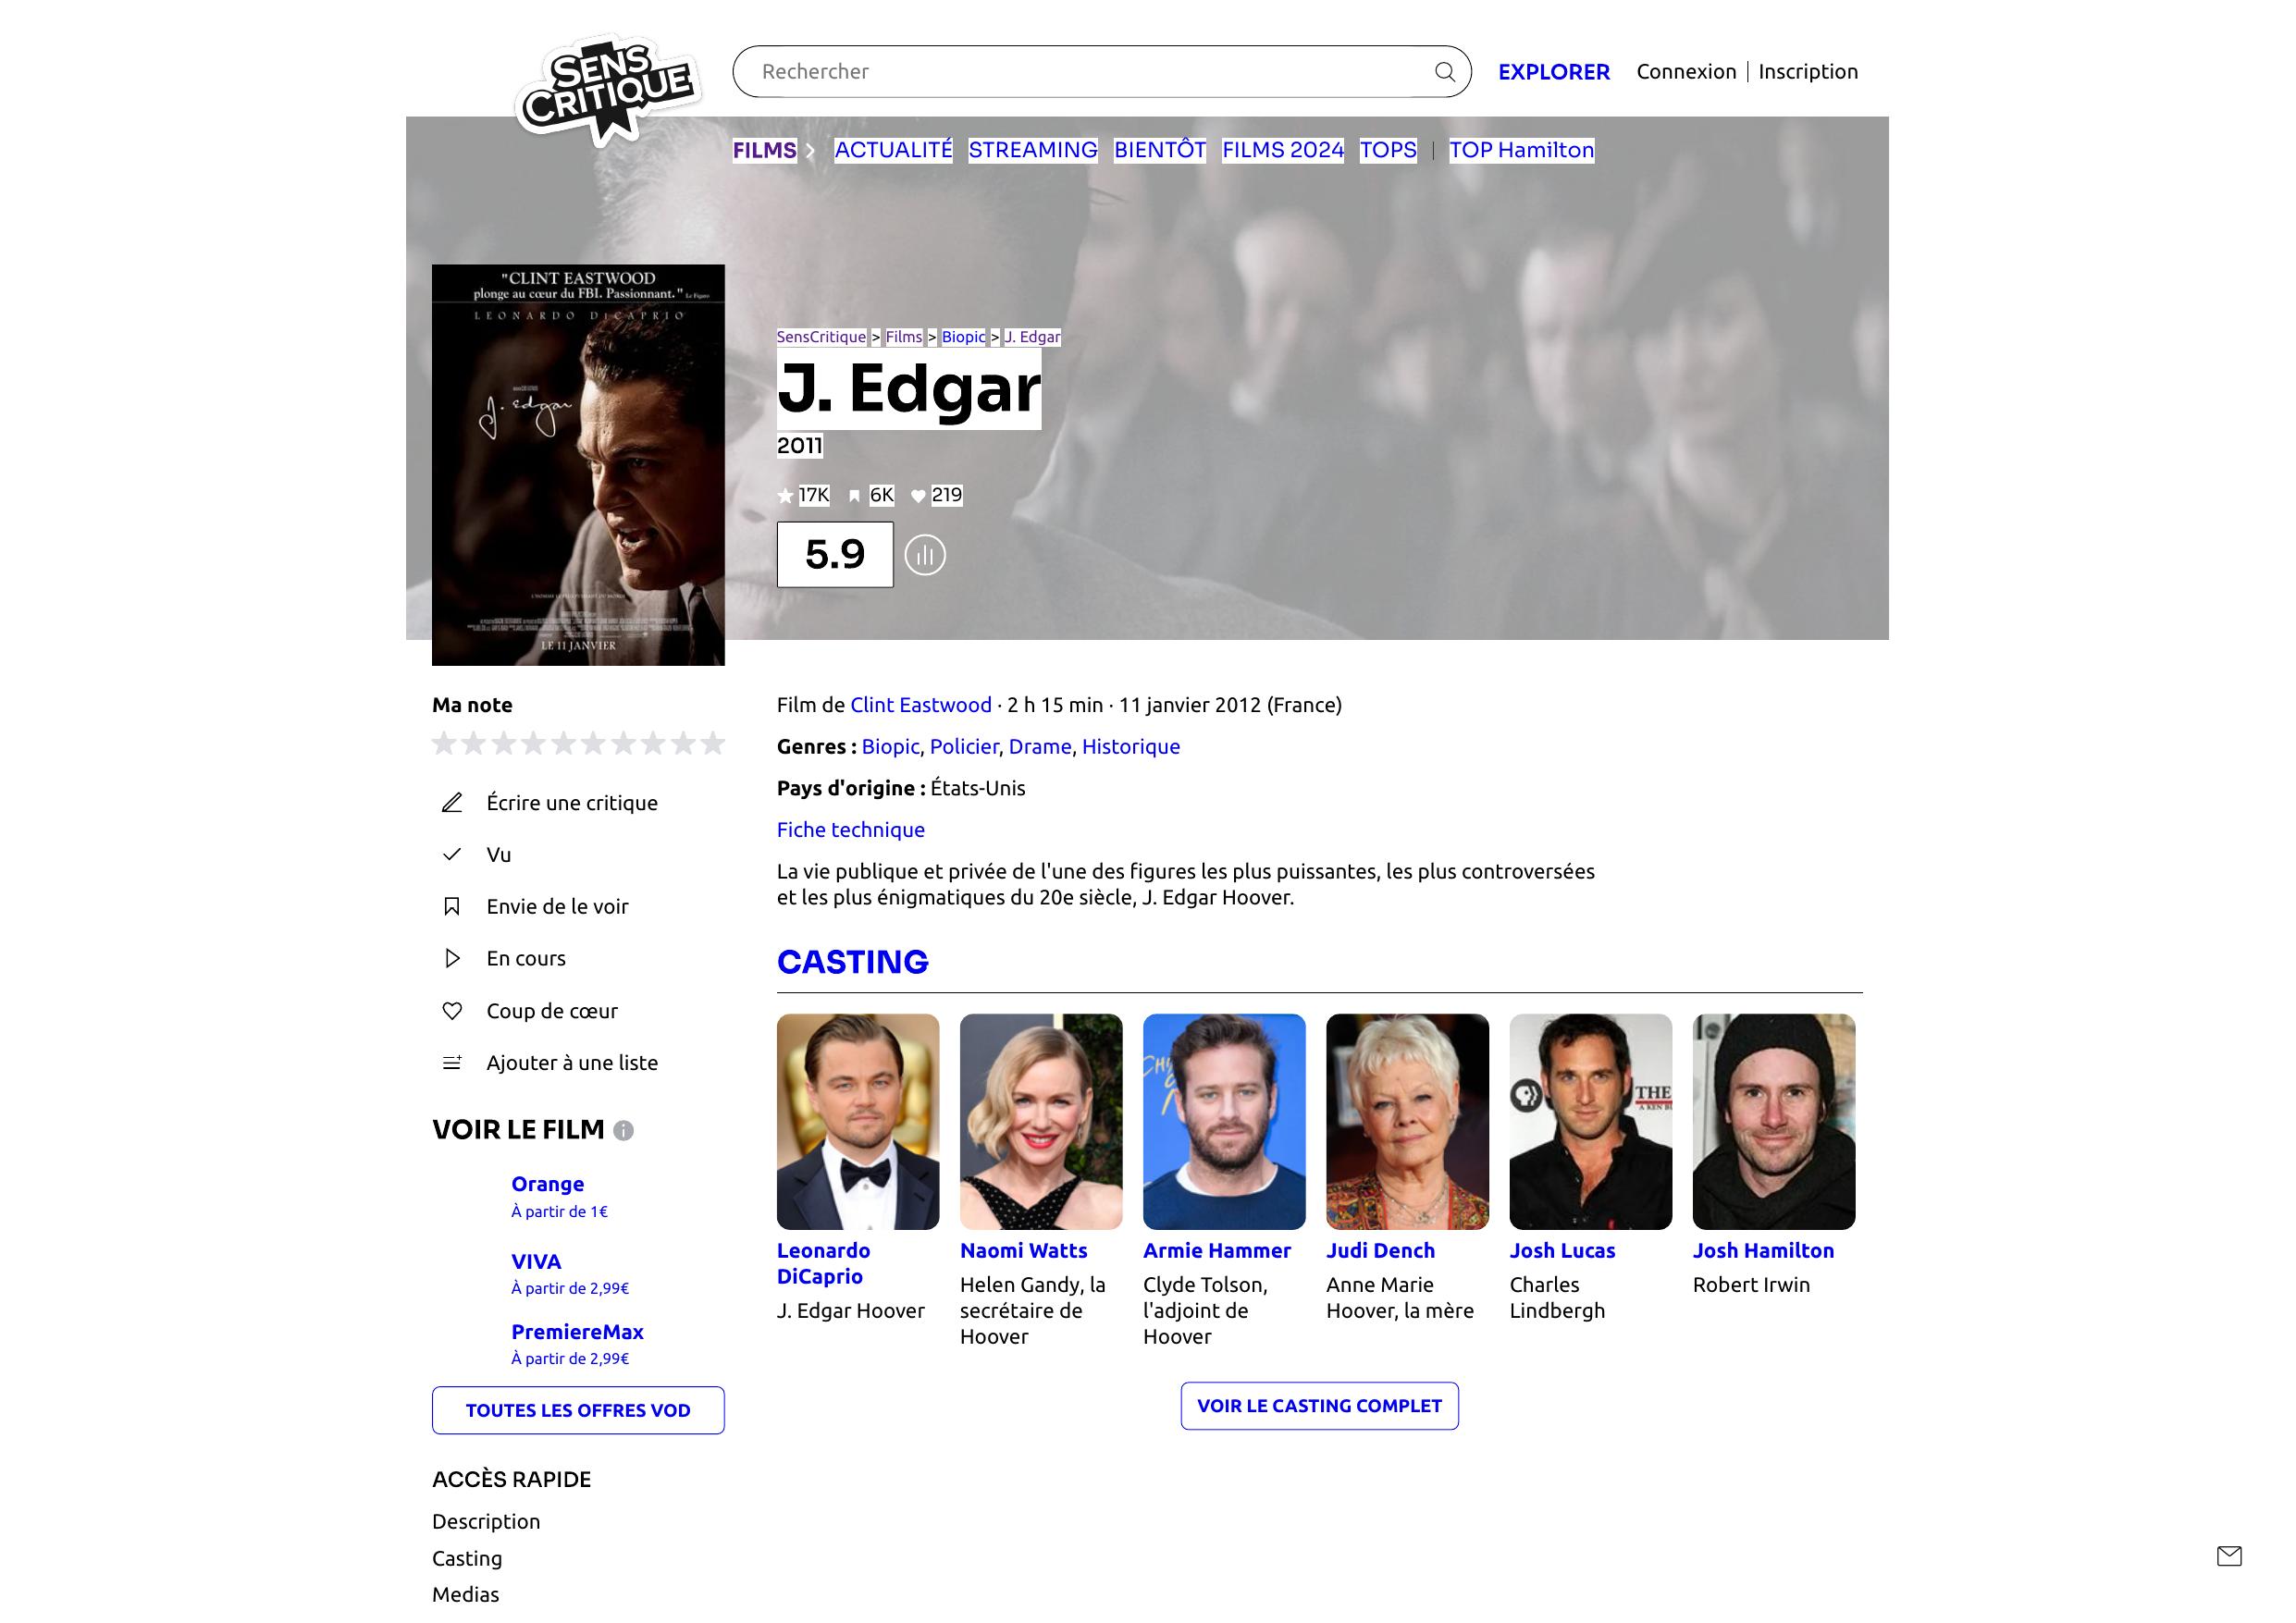 SENS
CRITIQUE
Rechercher
EXPLORER
Connexion | Inscription
FILMS
ACTUALITÉ
STREAMING
BIENTÔT
FILMS 2024
TOPS
|
TOP Hamilton
"CLINT EASTWOOD
plonge au cœur du FBI. Passionnant." Le Figaro
LEONARDO DICAPRIO
J. Edgar
LE 11 JANVIER
SensCritique > Films > Biopic > J. Edgar
J. Edgar
2011
17K
6K
219
5.9
Ma note
Écrire une critique
Vu
Envie de le voir
En cours
Coup de cœur
Ajouter à une liste
VOIR LE FILM
Orange
À partir de 1€
VIVA
À partir de 2,99€
PremiereMax
À partir de 2,99€
TOUTES LES OFFRES VOD
ACCÈS RAPIDE
Description
Casting
Medias
Film de Clint Eastwood · 2 h 15 min · 11 janvier 2012 (France)
Genres : Biopic, Policier, Drame, Historique
Pays d'origine : États-Unis
Fiche technique
La vie publique et privée de l'une des figures les plus puissantes, les plus controversées
et les plus énigmatiques du 20e siècle, J. Edgar Hoover.
CASTING
THE
Leonardo
DiCaprio
J. Edgar Hoover
Naomi Watts
Helen Gandy, la
secrétaire de
Hoover
Armie Hammer
Clyde Tolson,
l'adjoint de
Hoover
Judi Dench
Anne Marie
Hoover, la mère
Josh Lucas
Charles
Lindbergh
Josh Hamilton
Robert Irwin
VOIR LE CASTING COMPLET